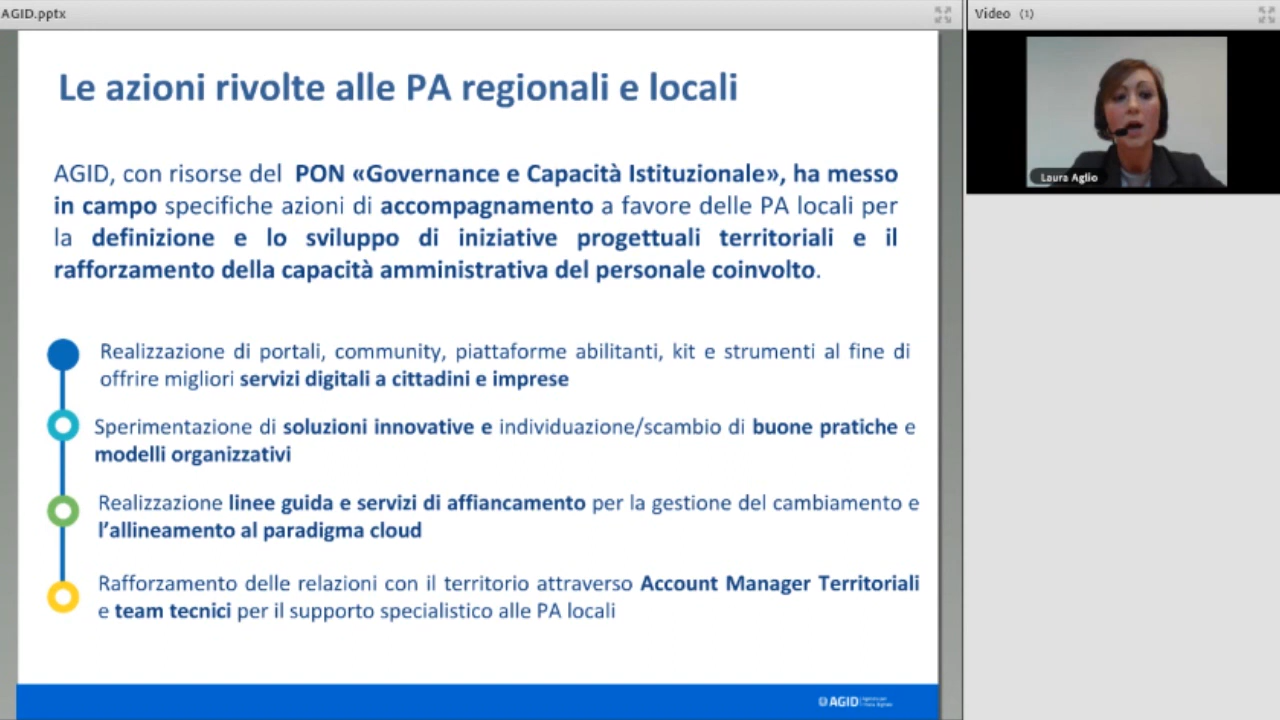 AGID.pptx
Video (1)
Le azioni rivolte alle PA regionali e locali
AGID, con risorse del PON «Governance e Capacità Istituzionale», ha messo
in campo specifiche azioni di accompagnamento a favore delle PA locali per
la definizione e lo sviluppo di iniziative progettuali territoriali e il
rafforzamento della capacità amministrativa del personale coinvolto.
Realizzazione di portali, community, piattaforme abilitanti, kit e strumenti al fine di
offrire migliori servizi digitali a cittadini e imprese
Sperimentazione di soluzioni innovative e individuazione/scambio di buone pratiche e
modelli organizzativi
Realizzazione linee guida e servizi di affiancamento per la gestione del cambiamento e
l’allineamento al paradigma cloud
Rafforzamento delle relazioni con il territorio attraverso Account Manager Territoriali
e team tecnici per il supporto specialistico alle PA locali
AGID
Laura Aglio